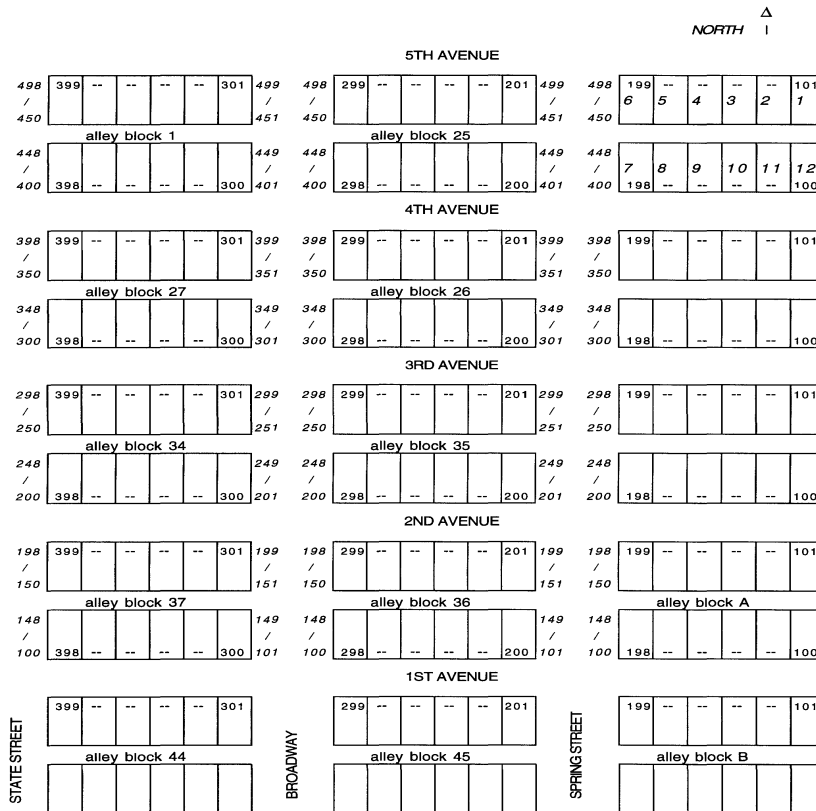 Δ
NORTH |
5TH AVENUE
498 399 -- -- -- -- 301 499 498 299 -- -- -- -- 201 499 498 199 -- -- -- -- 101
/ / / / / 6 5 4 3 2 1
450 451 450 451 450
alley block 1 alley block 25
448 449 448 449 448
/ / / / / 7 8 9 10 11 12
400 398 -- -- -- -- 300 401 400 298 -- -- -- -- 200 401 400 198 -- -- -- -- 100
4TH AVENUE
398 399 -- -- -- -- 301 399 398 299 -- -- -- -- 201 399 398 199 -- -- -- -- 101
/ / / / /
350 351 350 351 350
alley block 27 alley block 26
348 349 348 349 348
/ / / / /
300 398 -- -- -- -- 300 301 300 298 -- -- -- -- 200 301 300 198 -- -- -- -- 100
3RD AVENUE
298 399 -- -- -- -- 301 299 298 299 -- -- -- -- 201 299 298 199 -- -- -- -- 101
/ / / / /
250 251 250 251 250
alley block 34 alley block 35
248 249 248 249 248
/ / / / /
200 398 -- -- -- -- 300 201 200 298 -- -- -- -- 200 201 200 198 -- -- -- -- 100
2ND AVENUE
198 399 -- -- -- -- 301 199 198 299 -- -- -- -- 201 199 198 199 -- -- -- -- 101
/ / / / /
150 151 150 151 150
alley block 37 alley block 36 alley block A
148 149 148 149 148
/ / / / /
100 398 -- -- -- -- 300 101 100 298 -- -- -- -- 200 101 100 198 -- -- -- -- 100
1ST AVENUE
399 -- -- -- -- 301 299 -- -- -- -- 201 199 -- -- -- -- 101
alley block 44 alley block 45 alley block B
STATE STREET
BROADWAY
SPRING STREET